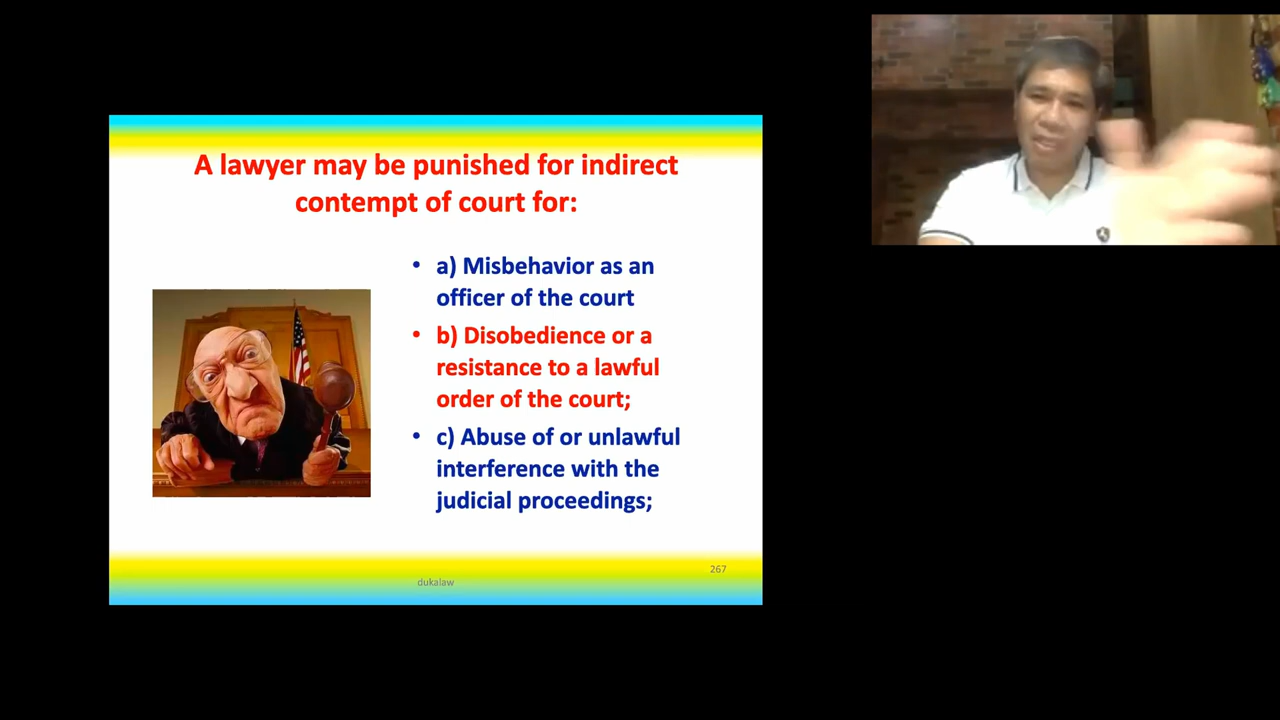 A lawyer may be punished for indirect
contempt of court for:
• a) Misbehavior as an
officer of the court
• b) Disobedience or a
resistance to a lawful
order of the court;
• c) Abuse of or unlawful
interference with the
judicial proceedings;
267
dukalaw